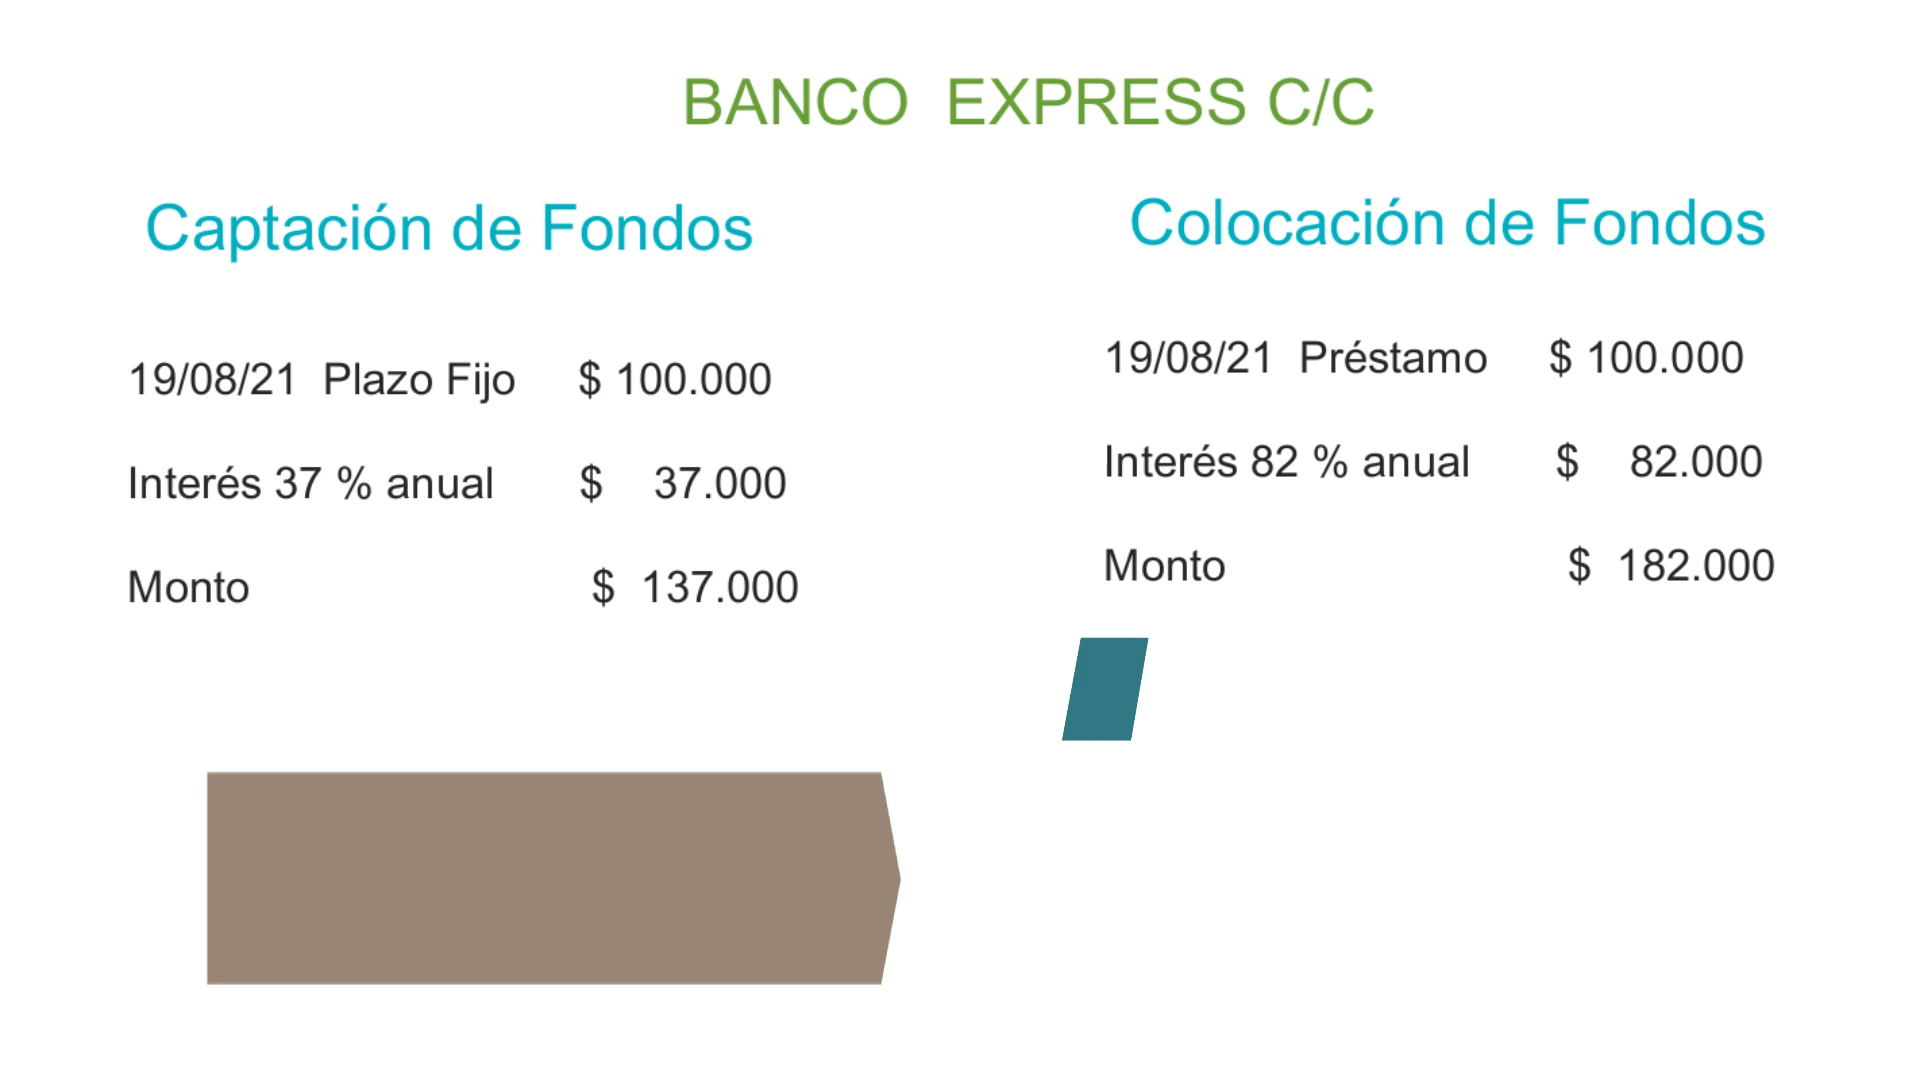 BANCO  EXPRESS C/C
Captación de Fondos
19/08/21  Plazo Fijo  $ 100.000
Interés 37 % anual  $  37.000
Monto  $  137.000
Colocación de Fondos
19/08/21  Préstamo  $ 100.000
Interés 82 % anual  $  82.000
Monto  $  182.000